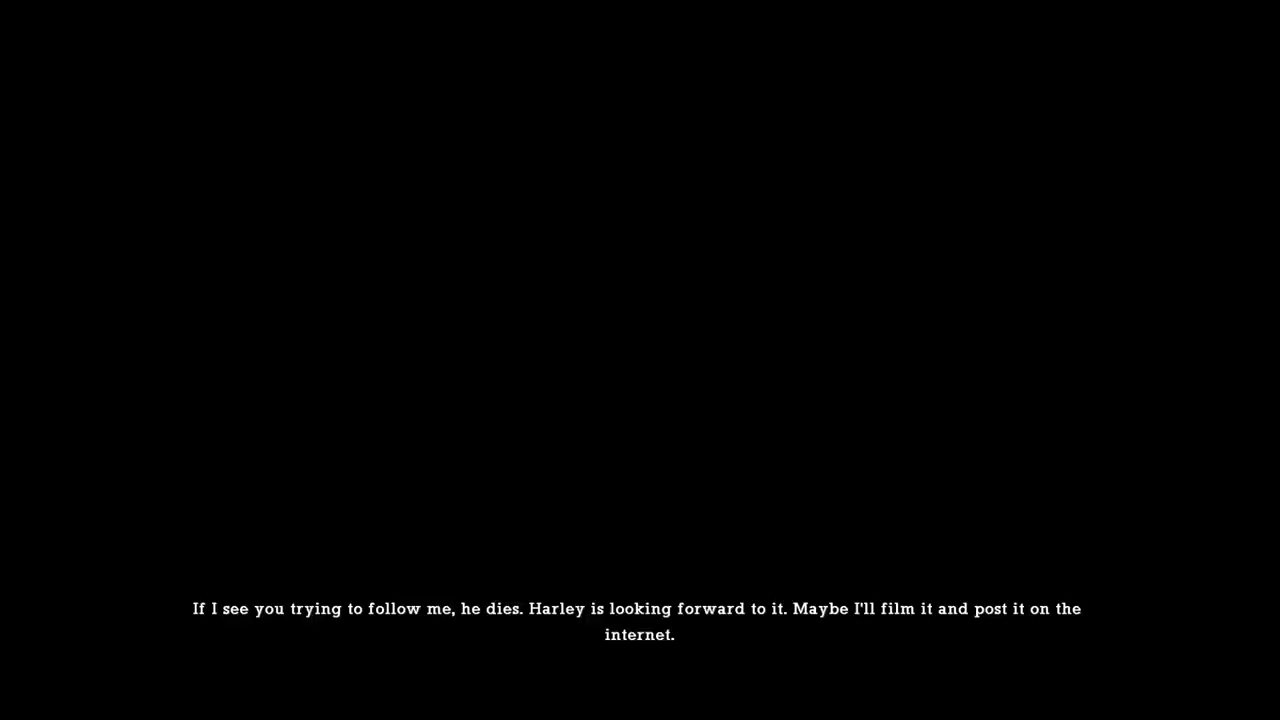 If I see you trying to follow me, he dies. Harley is looking forward to it. Maybe I'll film it and post it on the
internet.